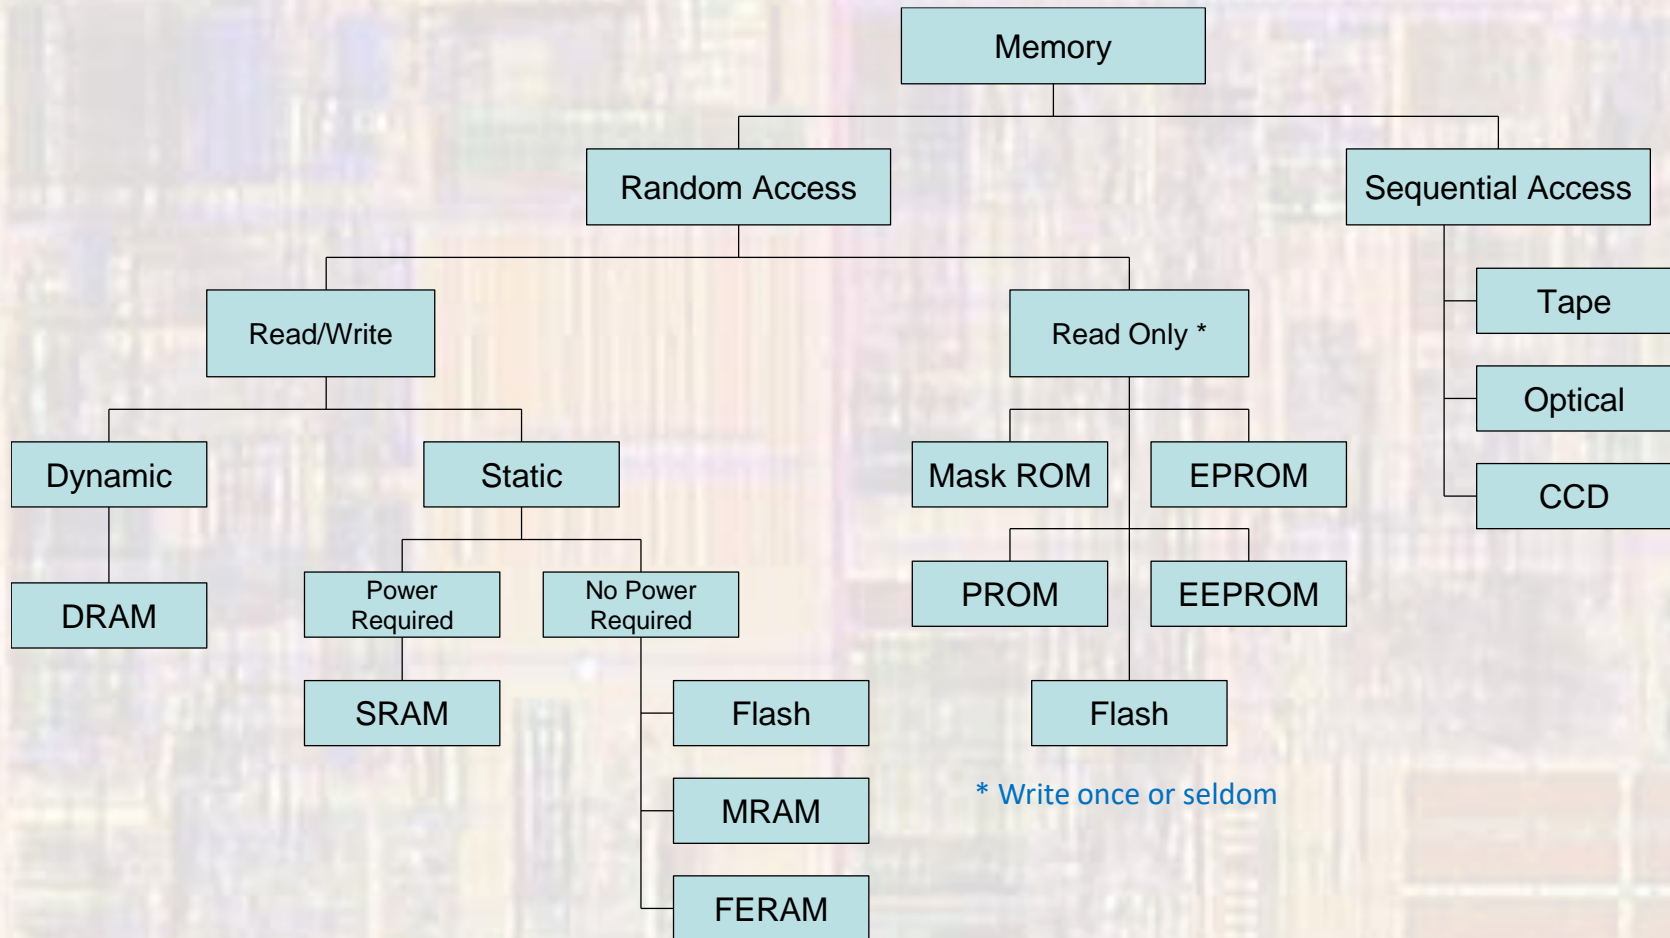 Memory
Random Access
Sequential Access
Tape
Read/Write
Read Only *
Optical
Dynamic
Static
Mask ROM
EPROM
CCD
DRAM
Power
Required
No Power
Required
PROM
EEPROM
SRAM
Flash
Flash
MRAM
* Write once or seldom
FERAM